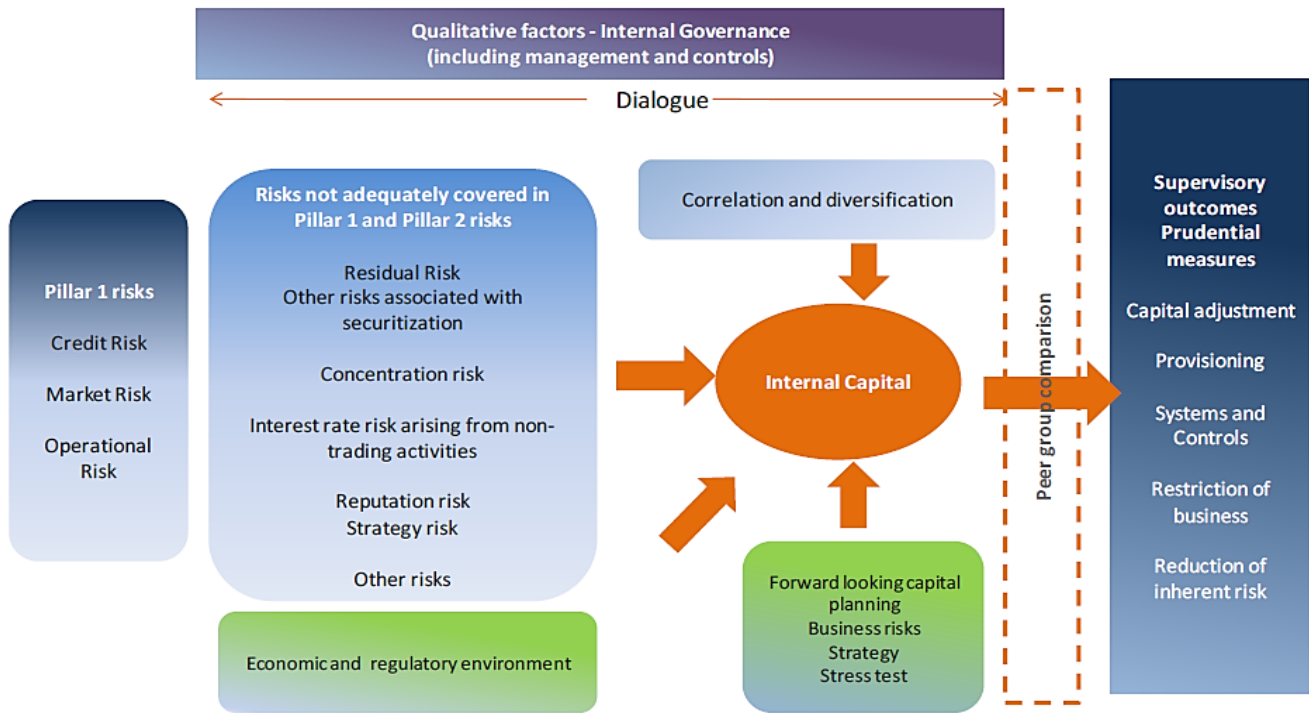 Qualitative factors - Internal Governance
(including management and controls)
Dialogue
Pillar 1 risks
Credit Risk
Market Risk
Operational
Risk
Risks not adequately covered in
Pillar 1 and Pillar 2 risks
Residual Risk
Other risks associated with
securitization
Concentration risk
Interest rate risk arising from non-
trading activities
Reputation risk
Strategy risk
Other risks
Economic and regulatory environment
Correlation and diversification
Internal Capital
Forward looking capital
planning
Business risks
Strategy
Stress test
Peer group comparison
Supervisory
outcomes
Prudential
measures
Capital adjustment
Provisioning
Systems and
Controls
Restriction of
business
Reduction of
inherent risk